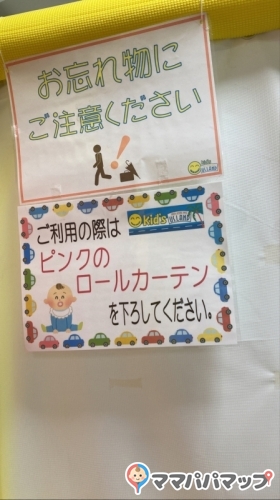 お忘れ物に
ご注意ください
kids
US.LAND
ご利用の際は
ピンクの
ロールカーテン
を下ろしてください。
ママパパマップ